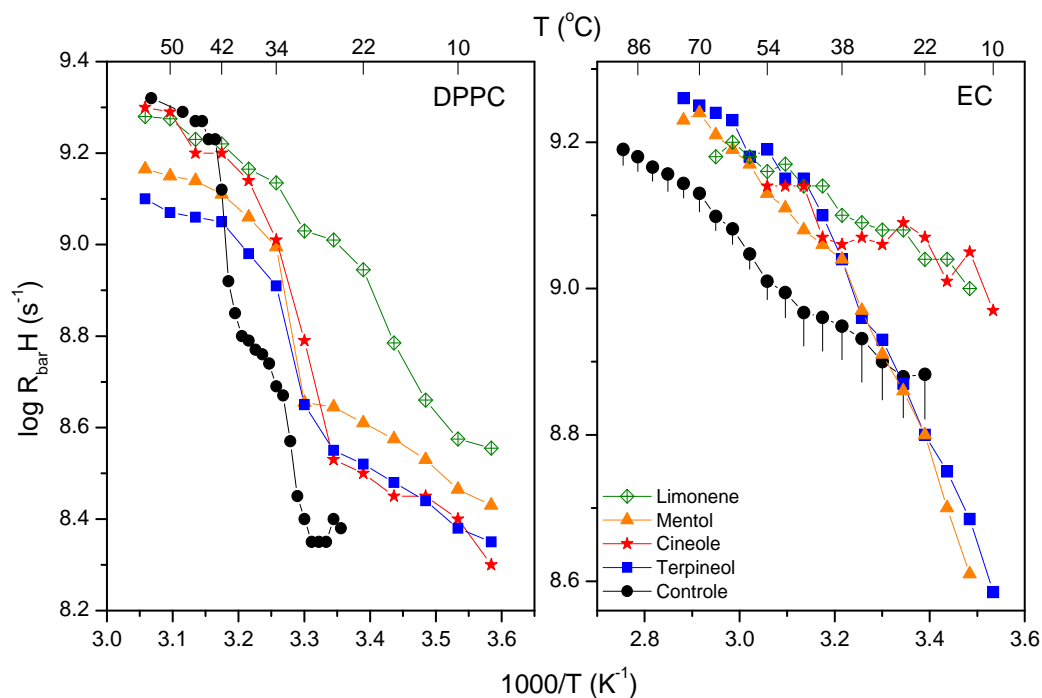 T (°C)
50 42 34 22 10
86 70 54 38 22 10
9.4
9.2
9.0
8.8
8.6
8.4
8.2
DPPC
3.0 3.1 3.2 3.3 3.4 3.5 3.6
log R_bar H (s⁻¹)
9.2
9.0
8.8
8.6
EC
Limonene
Mentol
Cineole
Terpineol
Controle
2.8 3.0 3.2 3.4 3.6
1000/T (K⁻¹)